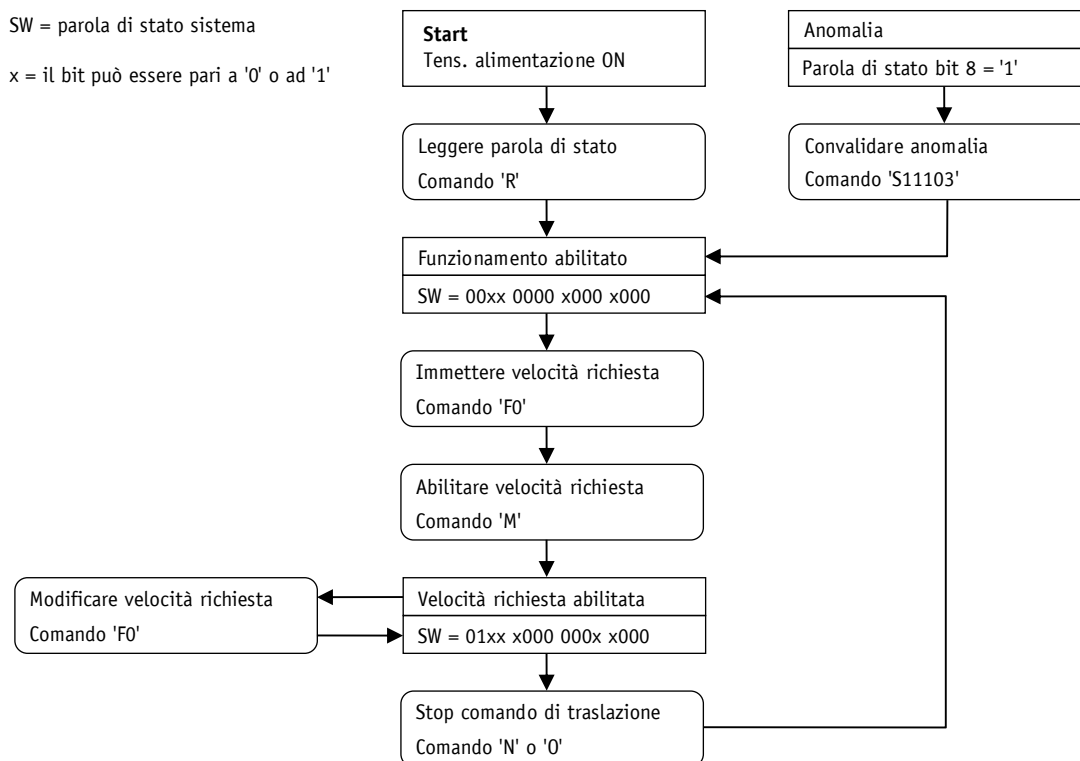 SW = parola di stato sistema
x = il bit può essere pari a '0' o ad '1'
Start
Tens. alimentazione ON
Anomalia
Parola di stato bit 8 = '1'
Leggere parola di stato
Comando 'R'
Convalidare anomalia
Comando 'S11103'
Funzionamento abilitato
SW = 00xx 0000 x000 x000
Immettere velocità richiesta
Comando 'F0'
Abilitare velocità richiesta
Comando 'M'
Modificare velocità richiesta
Comando 'F0'
Velocità richiesta abilitata
SW = 01xx x000 000x x000
Stop comando di traslazione
Comando 'N' o 'O'